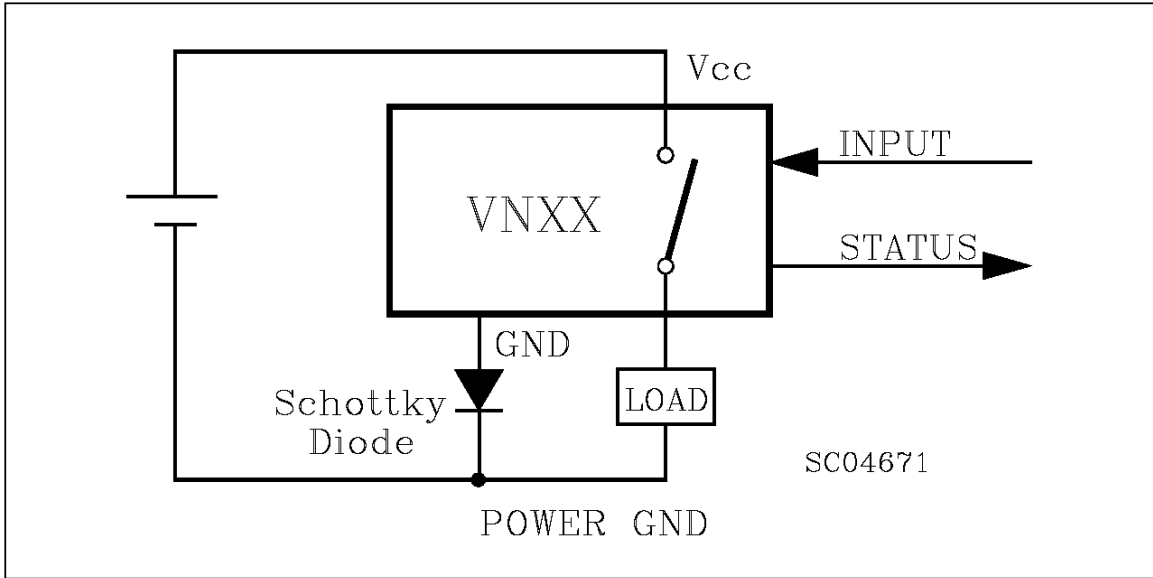 Vcc
INPUT
VNXX
STATUS
GND
Schottky
Diode
LOAD
SC04671
POWER GND